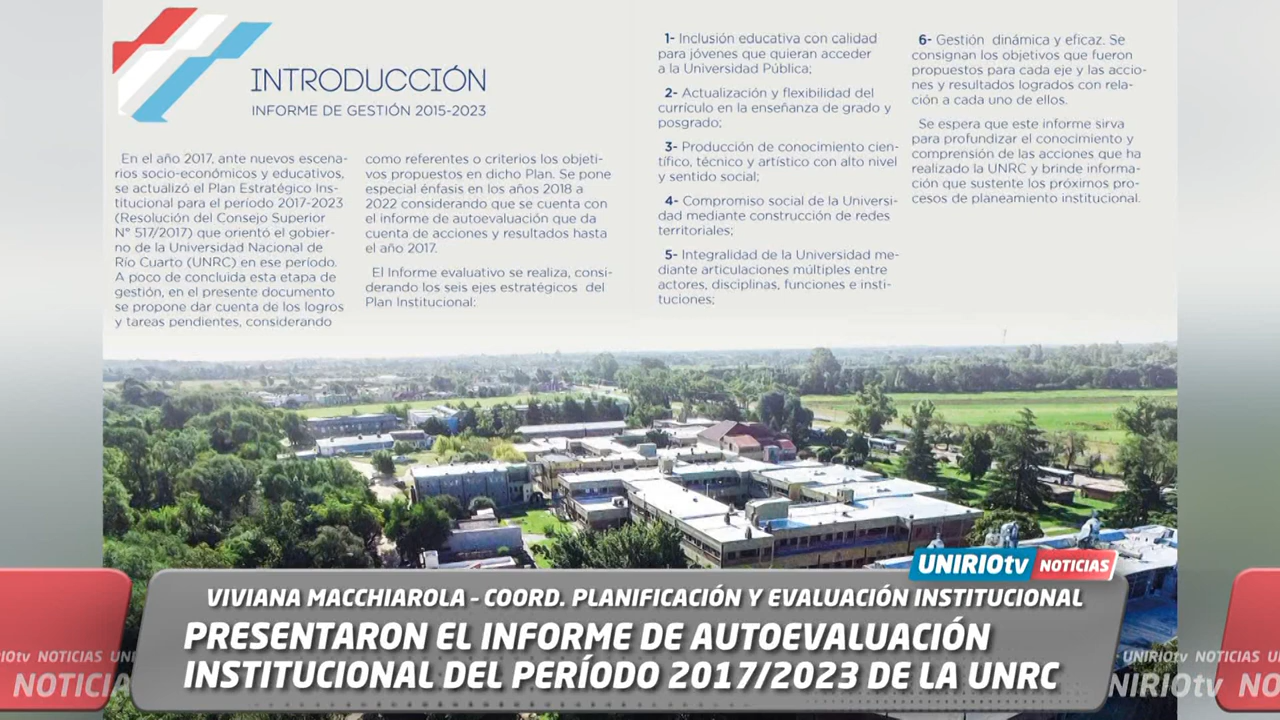 INTRODUCCIÓN
INFORME DE GESTIÓN 2015-2023
En el año 2017, ante nuevos escena-
rios socio-económicos y educativos,
se actualizó el Plan Estratégico Ins-
titucional para el período 2017-2023
(Resolución del Consejo Superior
N° 517/2017) que orientó el gobier-
no de la Universidad Nacional de
Río Cuarto (UNRC) en ese período.
A poco de concluida esta etapa de
gestión, en el presente documento
se propone dar cuenta de los logros
y tareas pendientes, considerando
como referentes o criterios los objeti-
vos propuestos en dicho Plan. Se pone
especial énfasis en los años 2018 a
2022 considerando que se cuenta con
el informe de autoevaluación que da
cuenta de acciones y resultados hasta
el año 2017.
El Informe evaluativo se realiza, consi-
derando los seis ejes estratégicos del
Plan Institucional:
1- Inclusión educativa con calidad
para jóvenes que quieran acceder
a la Universidad Pública;
2- Actualización y flexibilidad del
currículo en la enseñanza de grado y
posgrado;
3- Producción de conocimiento cien-
tífico, técnico y artístico con alto nivel
y sentido social;
4- Compromiso social de la Universi-
dad mediante construcción de redes
territoriales;
5- Integralidad de la Universidad me-
diante articulaciones múltiples entre
actores, disciplinas, funciones e insti-
tuciones;
6- Gestión dinámica y eficaz. Se
consignan los objetivos que fueron
propuestos para cada eje y las accio-
nes y resultados logrados con rela-
ción a cada uno de ellos.
Se espera que este informe sirva
para profundizar el conocimiento y
comprensión de las acciones que ha
realizado la UNRC y brinde informa-
ción que sustente los próximos pro-
cesos de planeamiento institucional.
UNIRIOtv NOTICIAS
VIVIANA MACCHIAROLA - COORD. PLANIFICACIÓN Y EVALUACIÓN INSTITUCIONAL
PRESENTARON EL INFORME DE AUTOEVALUACIÓN
INSTITUCIONAL DEL PERÍODO 2017/2023 DE LA UNRC
IOtv NOTICIAS UNI
NOTICIA
UNIRIOtv NOTICIAS UN
NIRIOtv NO